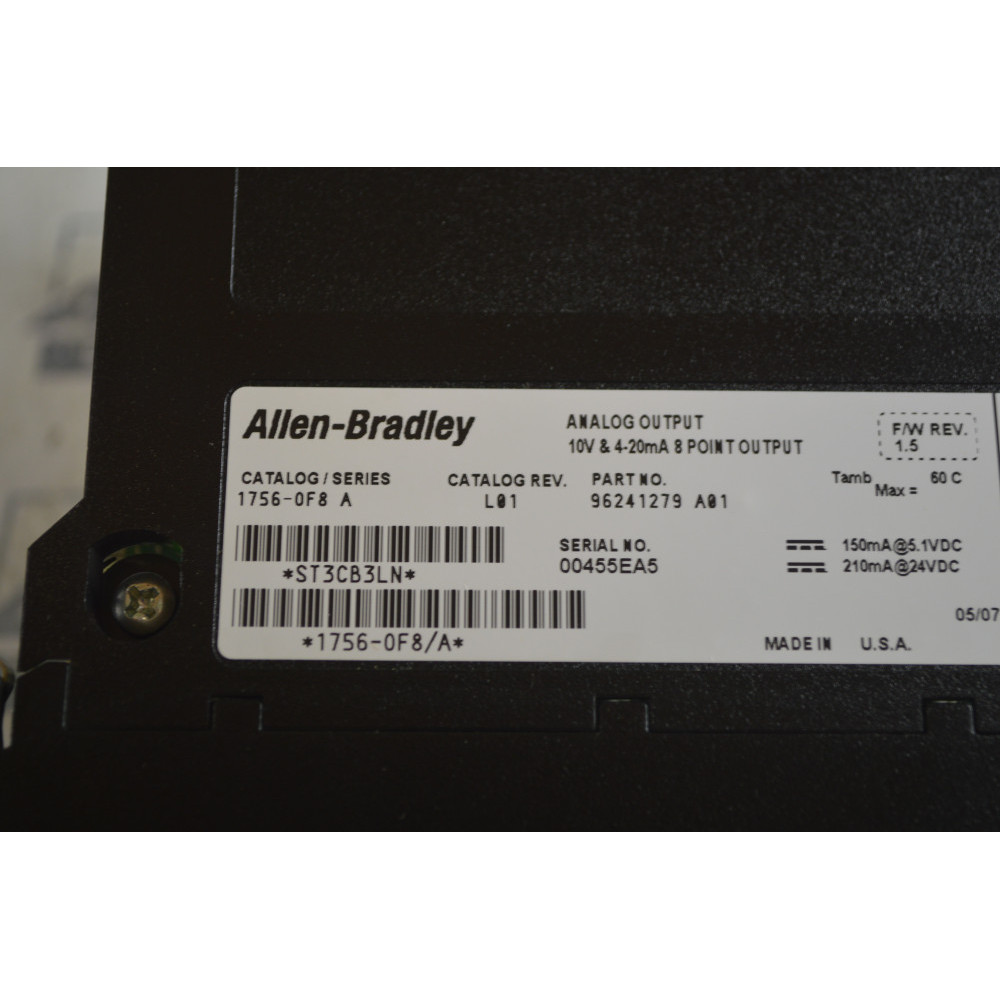 Allen-Bradley
ANALOG OUTPUT
10V & 4-20mA 8 POINT OUTPUT
F/W REV.
1.5
CATALOG / SERIES
1756-OF8 A
CATALOG REV.
L01
PART NO.
96241279 A01
Tamb Max = 60 C
*ST3CB3LN*
SERIAL NO.
00455EA5
150mA@5.1VDC
210mA@24VDC
*1756-OF8/A*
05/07
MADE IN U.S.A.